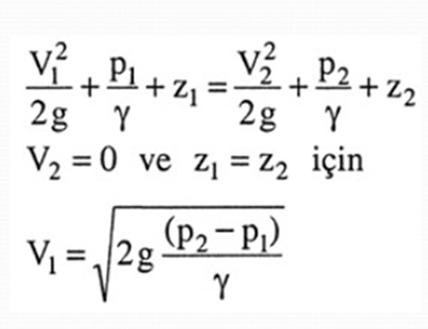 V₁²/2g + p₁/γ + z₁ = V₂²/2g + p₂/γ + z₂
V₂ = 0 ve z₁ = z₂ için
V₁ = √(2g (p₂ − p₁)/γ)